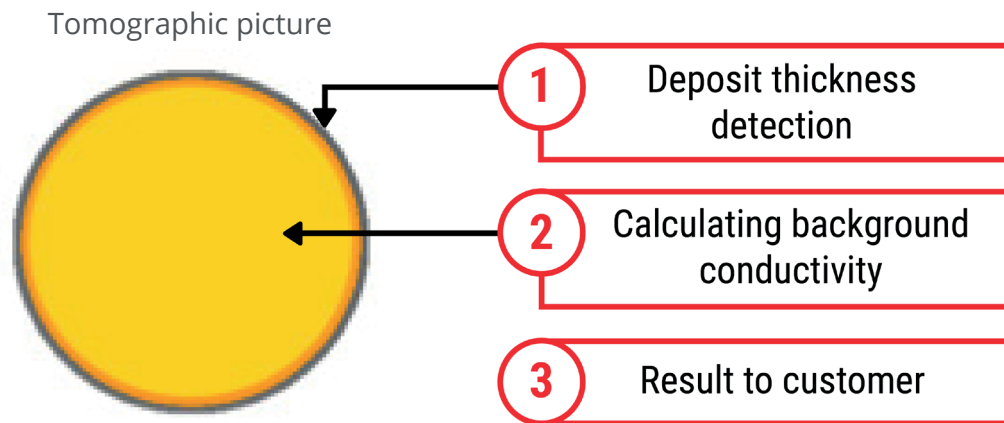 Tomographic picture
1
Deposit thickness
detection
2
Calculating background
conductivity
3
Result to customer